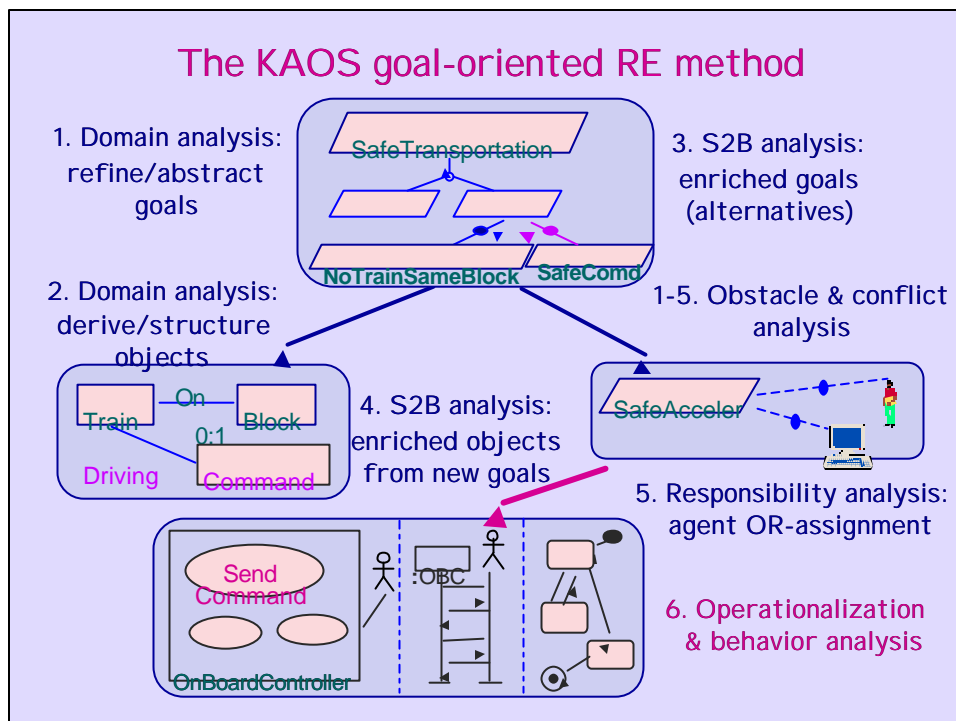 The KAOS goal-oriented RE method
1. Domain analysis:
refine/abstract
goals
SafeTransportation
3. S2B analysis:
enriched goals
(alternatives)
NoTrainSameBlock
SafeComd
2. Domain analysis:
derive/structure
objects
1-5. Obstacle & conflict
analysis
Train
On
Block
0:1
Driving
Command
4. S2B analysis:
enriched objects
from new goals
SafeAcceler
5. Responsibility analysis:
agent OR-assignment
Send
Command
OnBoardController
:OBC
6. Operationalization
& behavior analysis